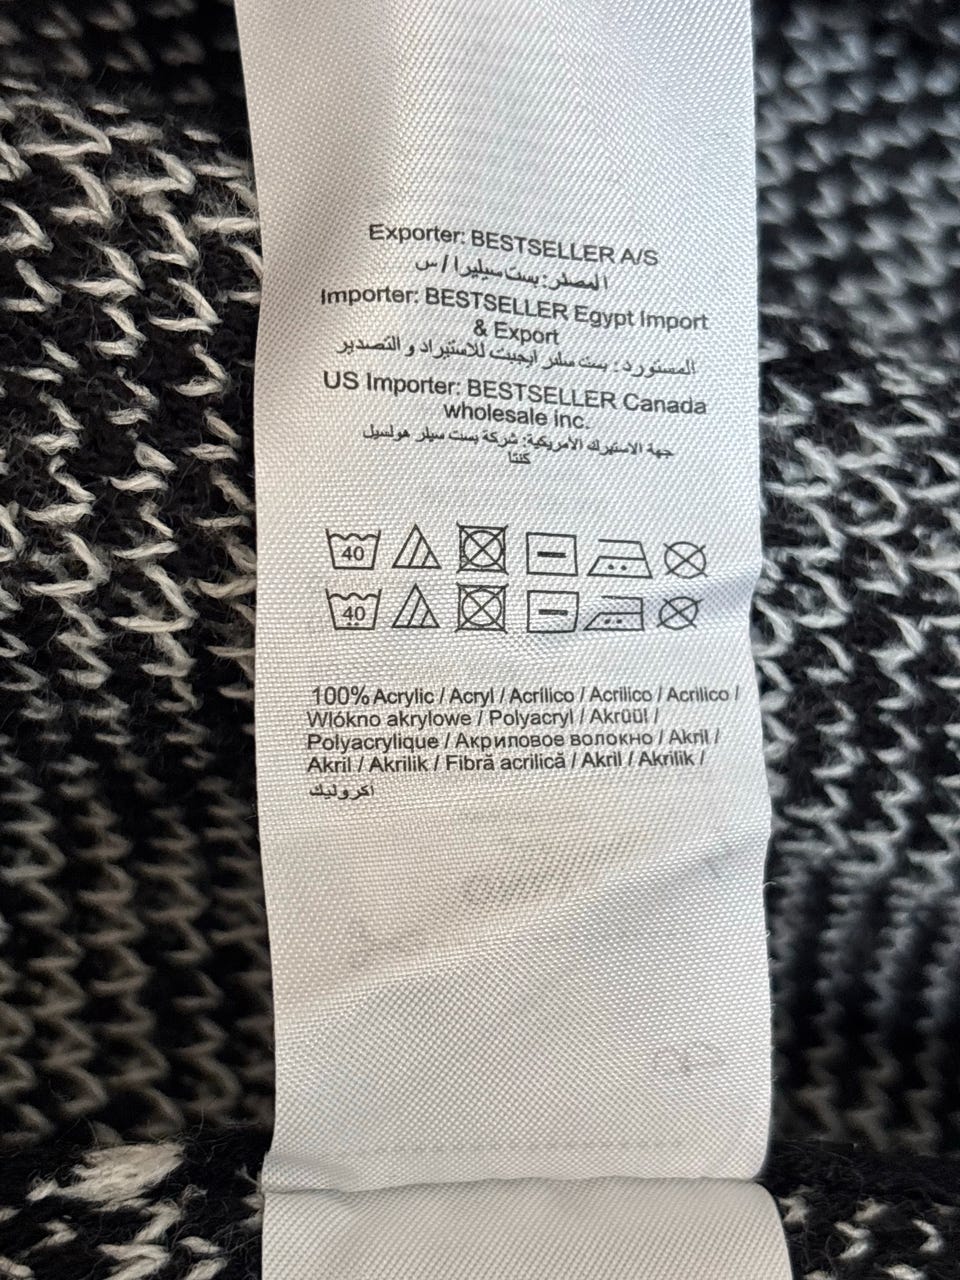 Exporter: BESTSELLER A/S
المصدر: بست سيليرا / س
Importer: BESTSELLER Egypt Import
& Export
المستورد: بست سلر ايجبت للاستيراد و التصدير
US Importer: BESTSELLER Canada
wholesale inc.
جهة الاستيراد الأمريكية: شركة بست سيلر هولسيل
كندا
40
40
100% Acrylic / Acryl / Acrílico / Acrílico / Acrilico /
Włókno akrylowe / Polyacryl / Akrüül /
Polyacrylique / Акриловое волокно / Akril /
Akril / Akrilik / Fibră acrilică / Akril / Akrilik /
اكروليك